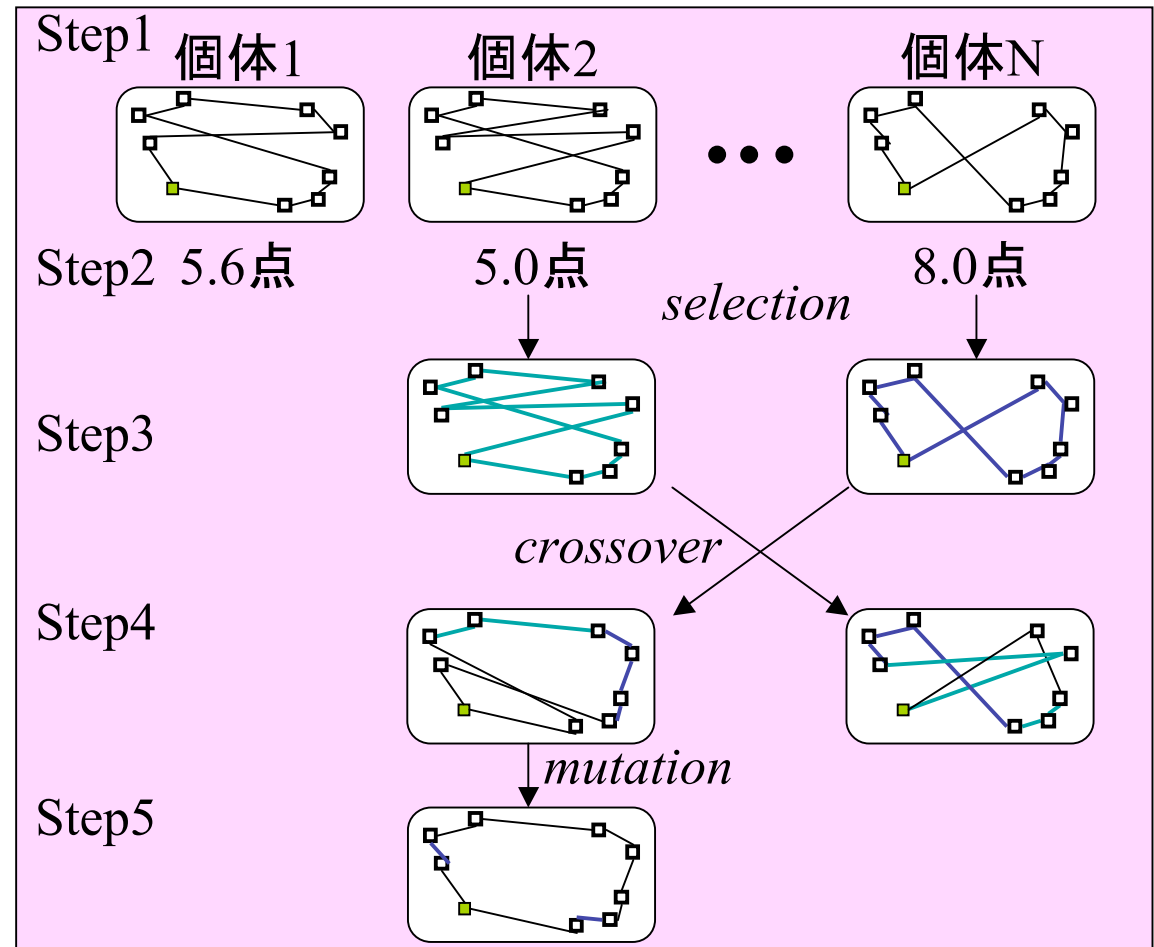 Step1
個体1 個体2 個体N
•••
Step2 5.6点 5.0点 8.0点
selection
Step3
crossover
Step4
mutation
Step5